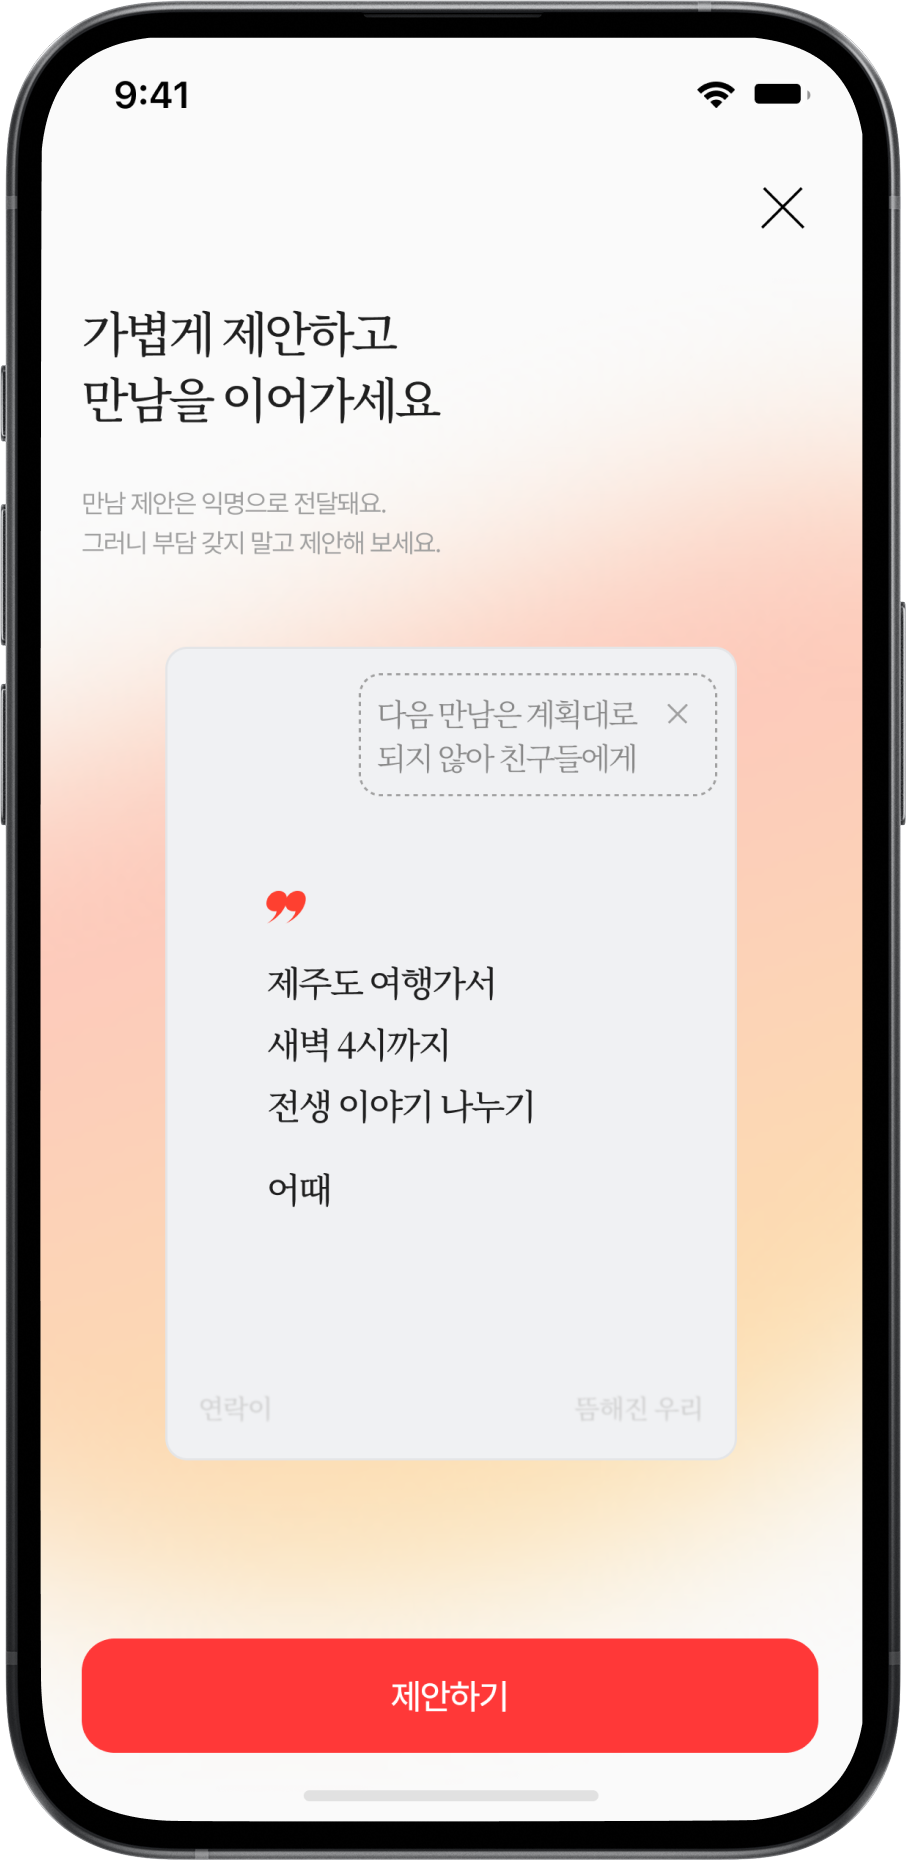 9:41
가볍게 제안하고
만남을 이어가세요
만남 제안은 익명으로 전달돼요.
그러니 부담 갖지 말고 제안해 보세요.
다음 만남은 계획대로
되지 않아 친구들에게
제주도 여행가서
새벽 4시까지
전생 이야기 나누기
어때
연락이 뜸해진 우리
제안하기